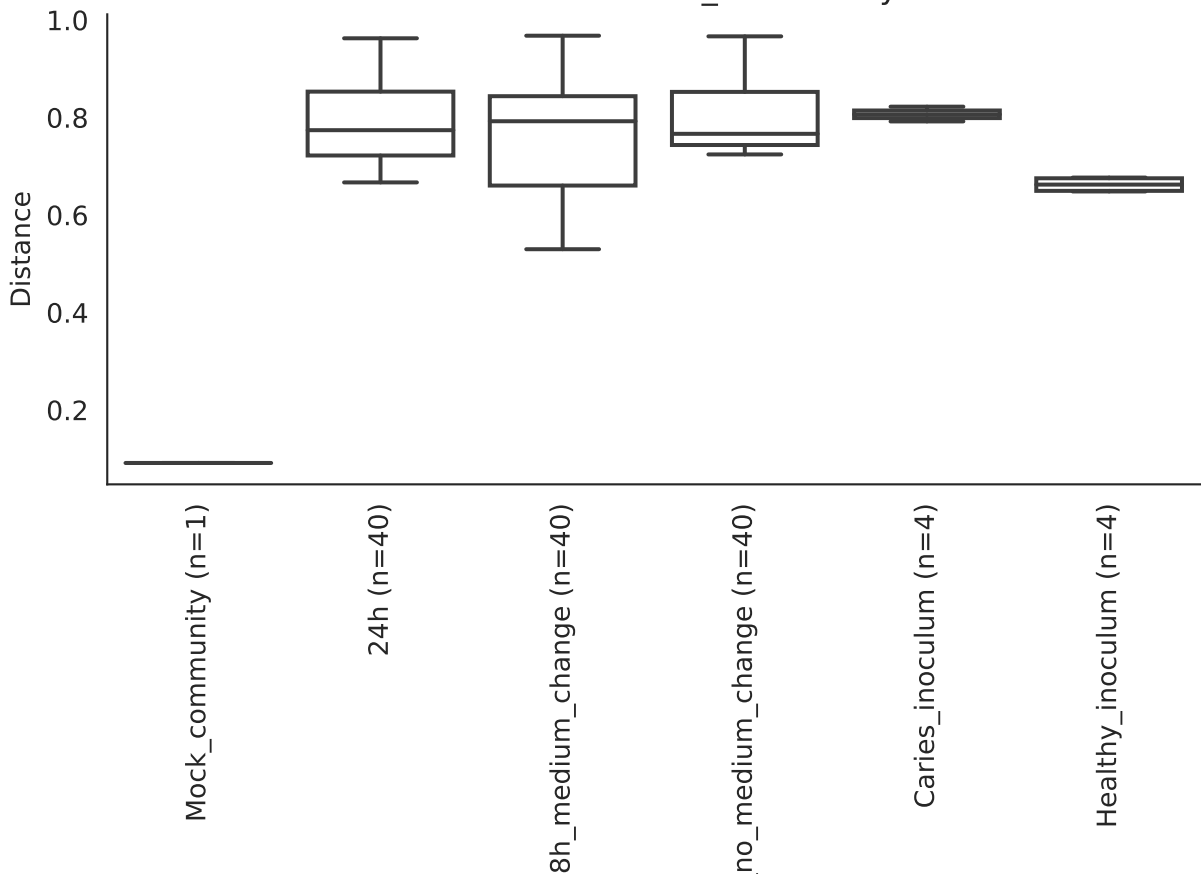 1.0
0.8
0.6
0.4
0.2
Distance
Mock_community (n=1)
24h (n=40)
8h_medium_change (n=40)
_no_medium_change (n=40)
Caries_inoculum (n=4)
Healthy_inoculum (n=4)